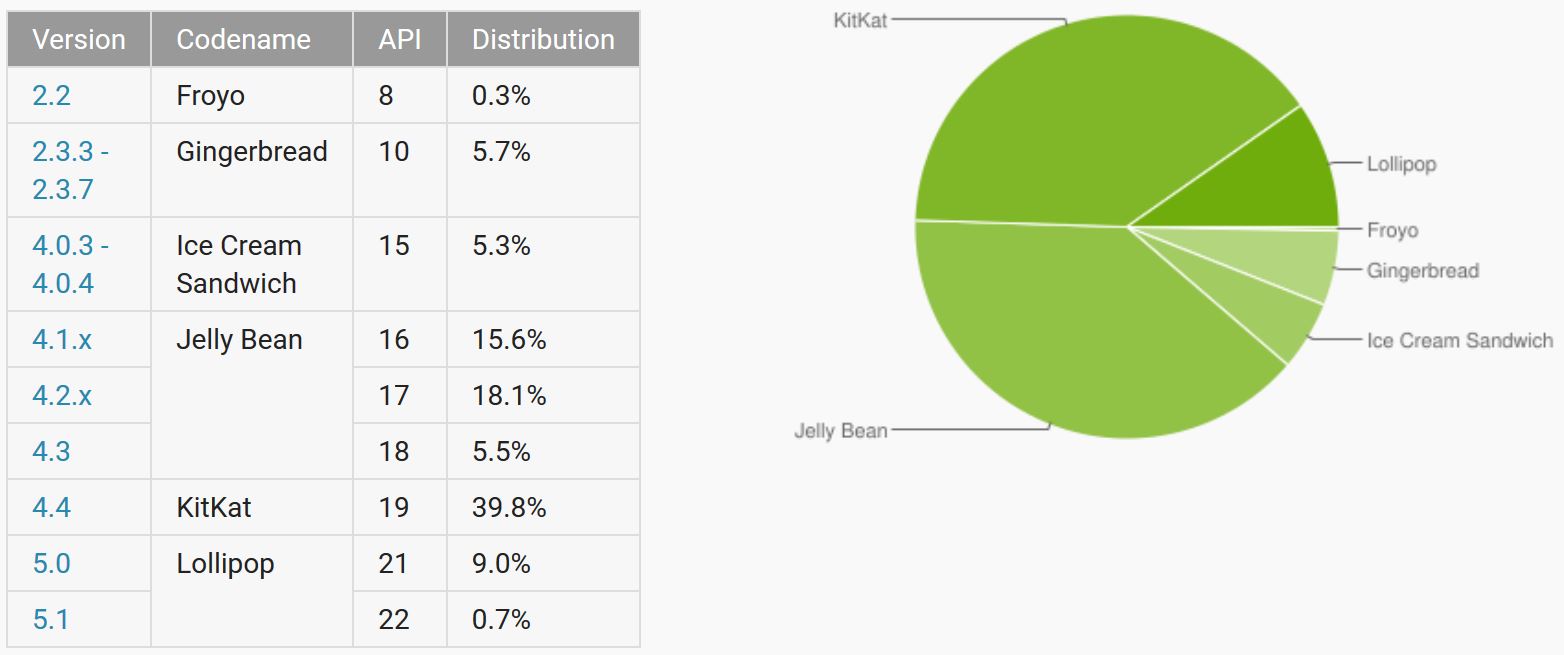 Version Codename API Distribution
2.2 Froyo 8 0.3%
2.3.3 - Gingerbread 10 5.7%
2.3.7
4.0.3 - Ice Cream 15 5.3%
4.0.4 Sandwich
4.1.x Jelly Bean 16 15.6%
4.2.x 17 18.1%
4.3 18 5.5%
4.4 KitKat 19 39.8%
5.0 Lollipop 21 9.0%
5.1 22 0.7%
KitKat
Lollipop
Froyo
Gingerbread
Ice Cream Sandwich
Jelly Bean